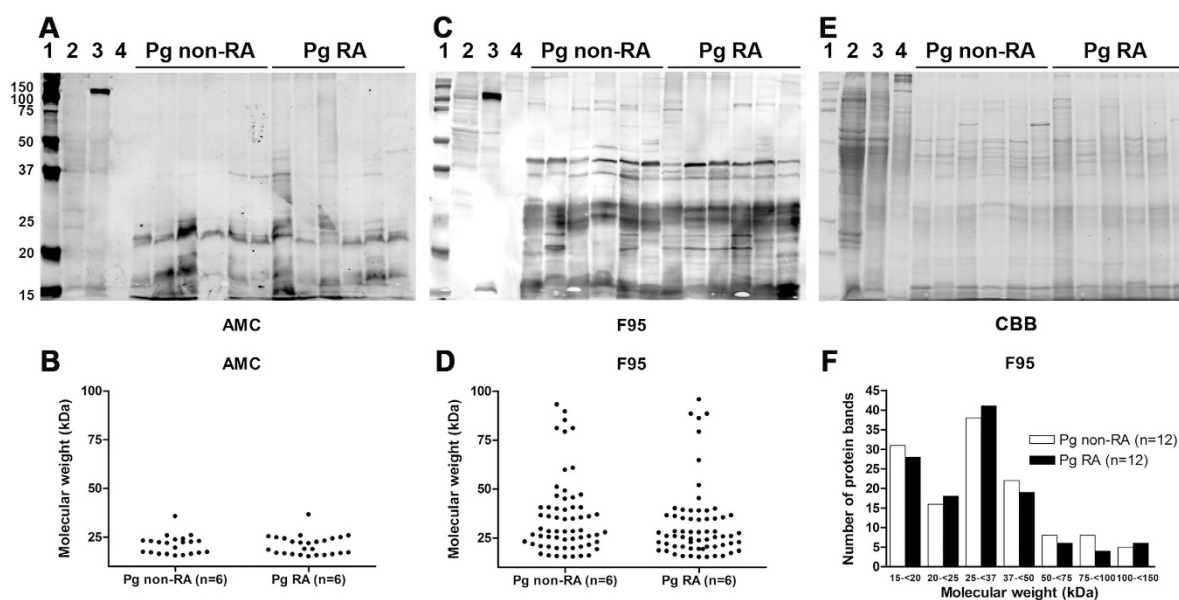 A
1 2 3 4 Pg non-RA Pg RA
150
100
75
50
37
25
20
15
AMC
C
1 2 3 4 Pg non-RA Pg RA
F95
E
1 2 3 4 Pg non-RA Pg RA
CBB
B
AMC
Molecular weight (kDa)
100
75
50
25
Pg non-RA (n=6) Pg RA (n=6)
D
F95
Molecular weight (kDa)
100
75
50
25
Pg non-RA (n=6) Pg RA (n=6)
F
F95
Number of protein bands
45
40
35
30
25
20
15
10
5
0
Pg non-RA (n=12)
Pg RA (n=12)
15-<20 20-<25 25-<37 37-<50 50-<75 75-<100 100-<150
Molecular weight (kDa)